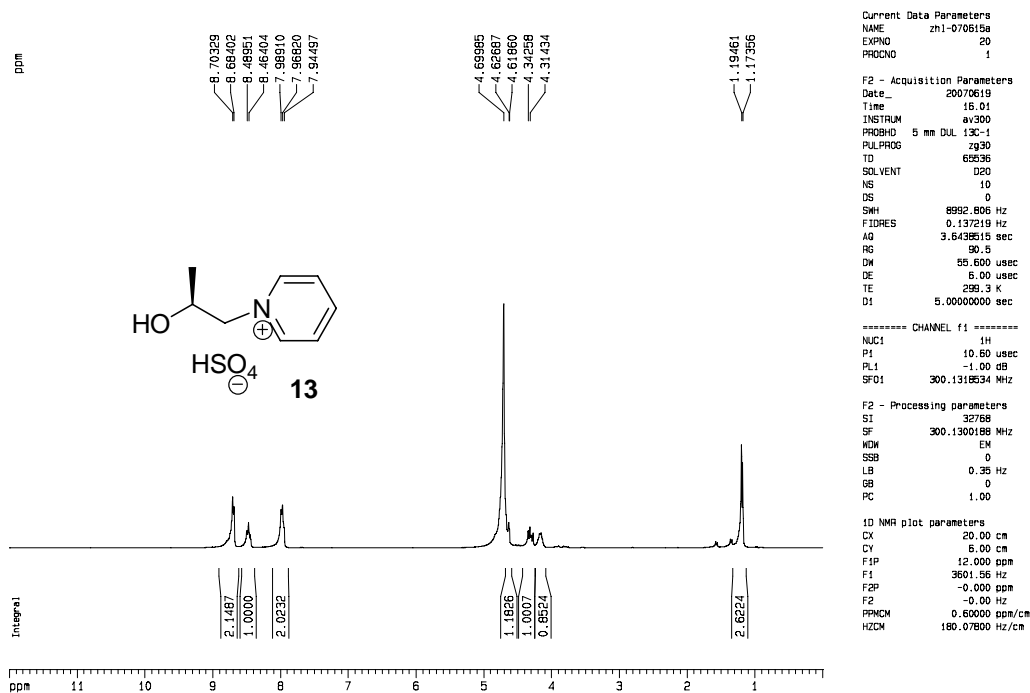 ppm
8.70329
8.68402
8.48951
8.46404
7.98910
7.96820
7.94497
4.69985
4.62687
4.61860
4.34258
4.31434
1.19461
1.17356
HO
N
+
HSO4
−
13
Integral
2.1487
1.0000
2.0232
1.1826
1.0007
0.8524
2.6224
ppm 11 10 9 8 7 6 5 4 3 2 1
Current Data Parameters
NAME zhl-070615a
EXPNO 20
PROCNO 1
F2 - Acquisition Parameters
Date_ 20070619
Time 16.01
INSTRUM av300
PROBHD 5 mm DUL 13C-1
PULPROG zg30
TD 65536
SOLVENT D2O
NS 10
DS 0
SWH 8992.806 Hz
FIDRES 0.137219 Hz
AQ 3.6438515 sec
RG 90.5
DW 55.600 usec
DE 6.00 usec
TE 299.3 K
D1 5.00000000 sec
======== CHANNEL f1 ========
NUC1 1H
P1 10.60 usec
PL1 -1.00 dB
SFO1 300.1318534 MHz
F2 - Processing parameters
SI 32768
SF 300.1300188 MHz
WDW EM
SSB 0
LB 0.35 Hz
GB 0
PC 1.00
1D NMR plot parameters
CX 20.00 cm
CY 6.00 cm
F1P 12.000 ppm
F1 3601.56 Hz
F2P -0.000 ppm
F2 -0.00 Hz
PPMCM 0.60000 ppm/cm
HZCM 180.07800 Hz/cm